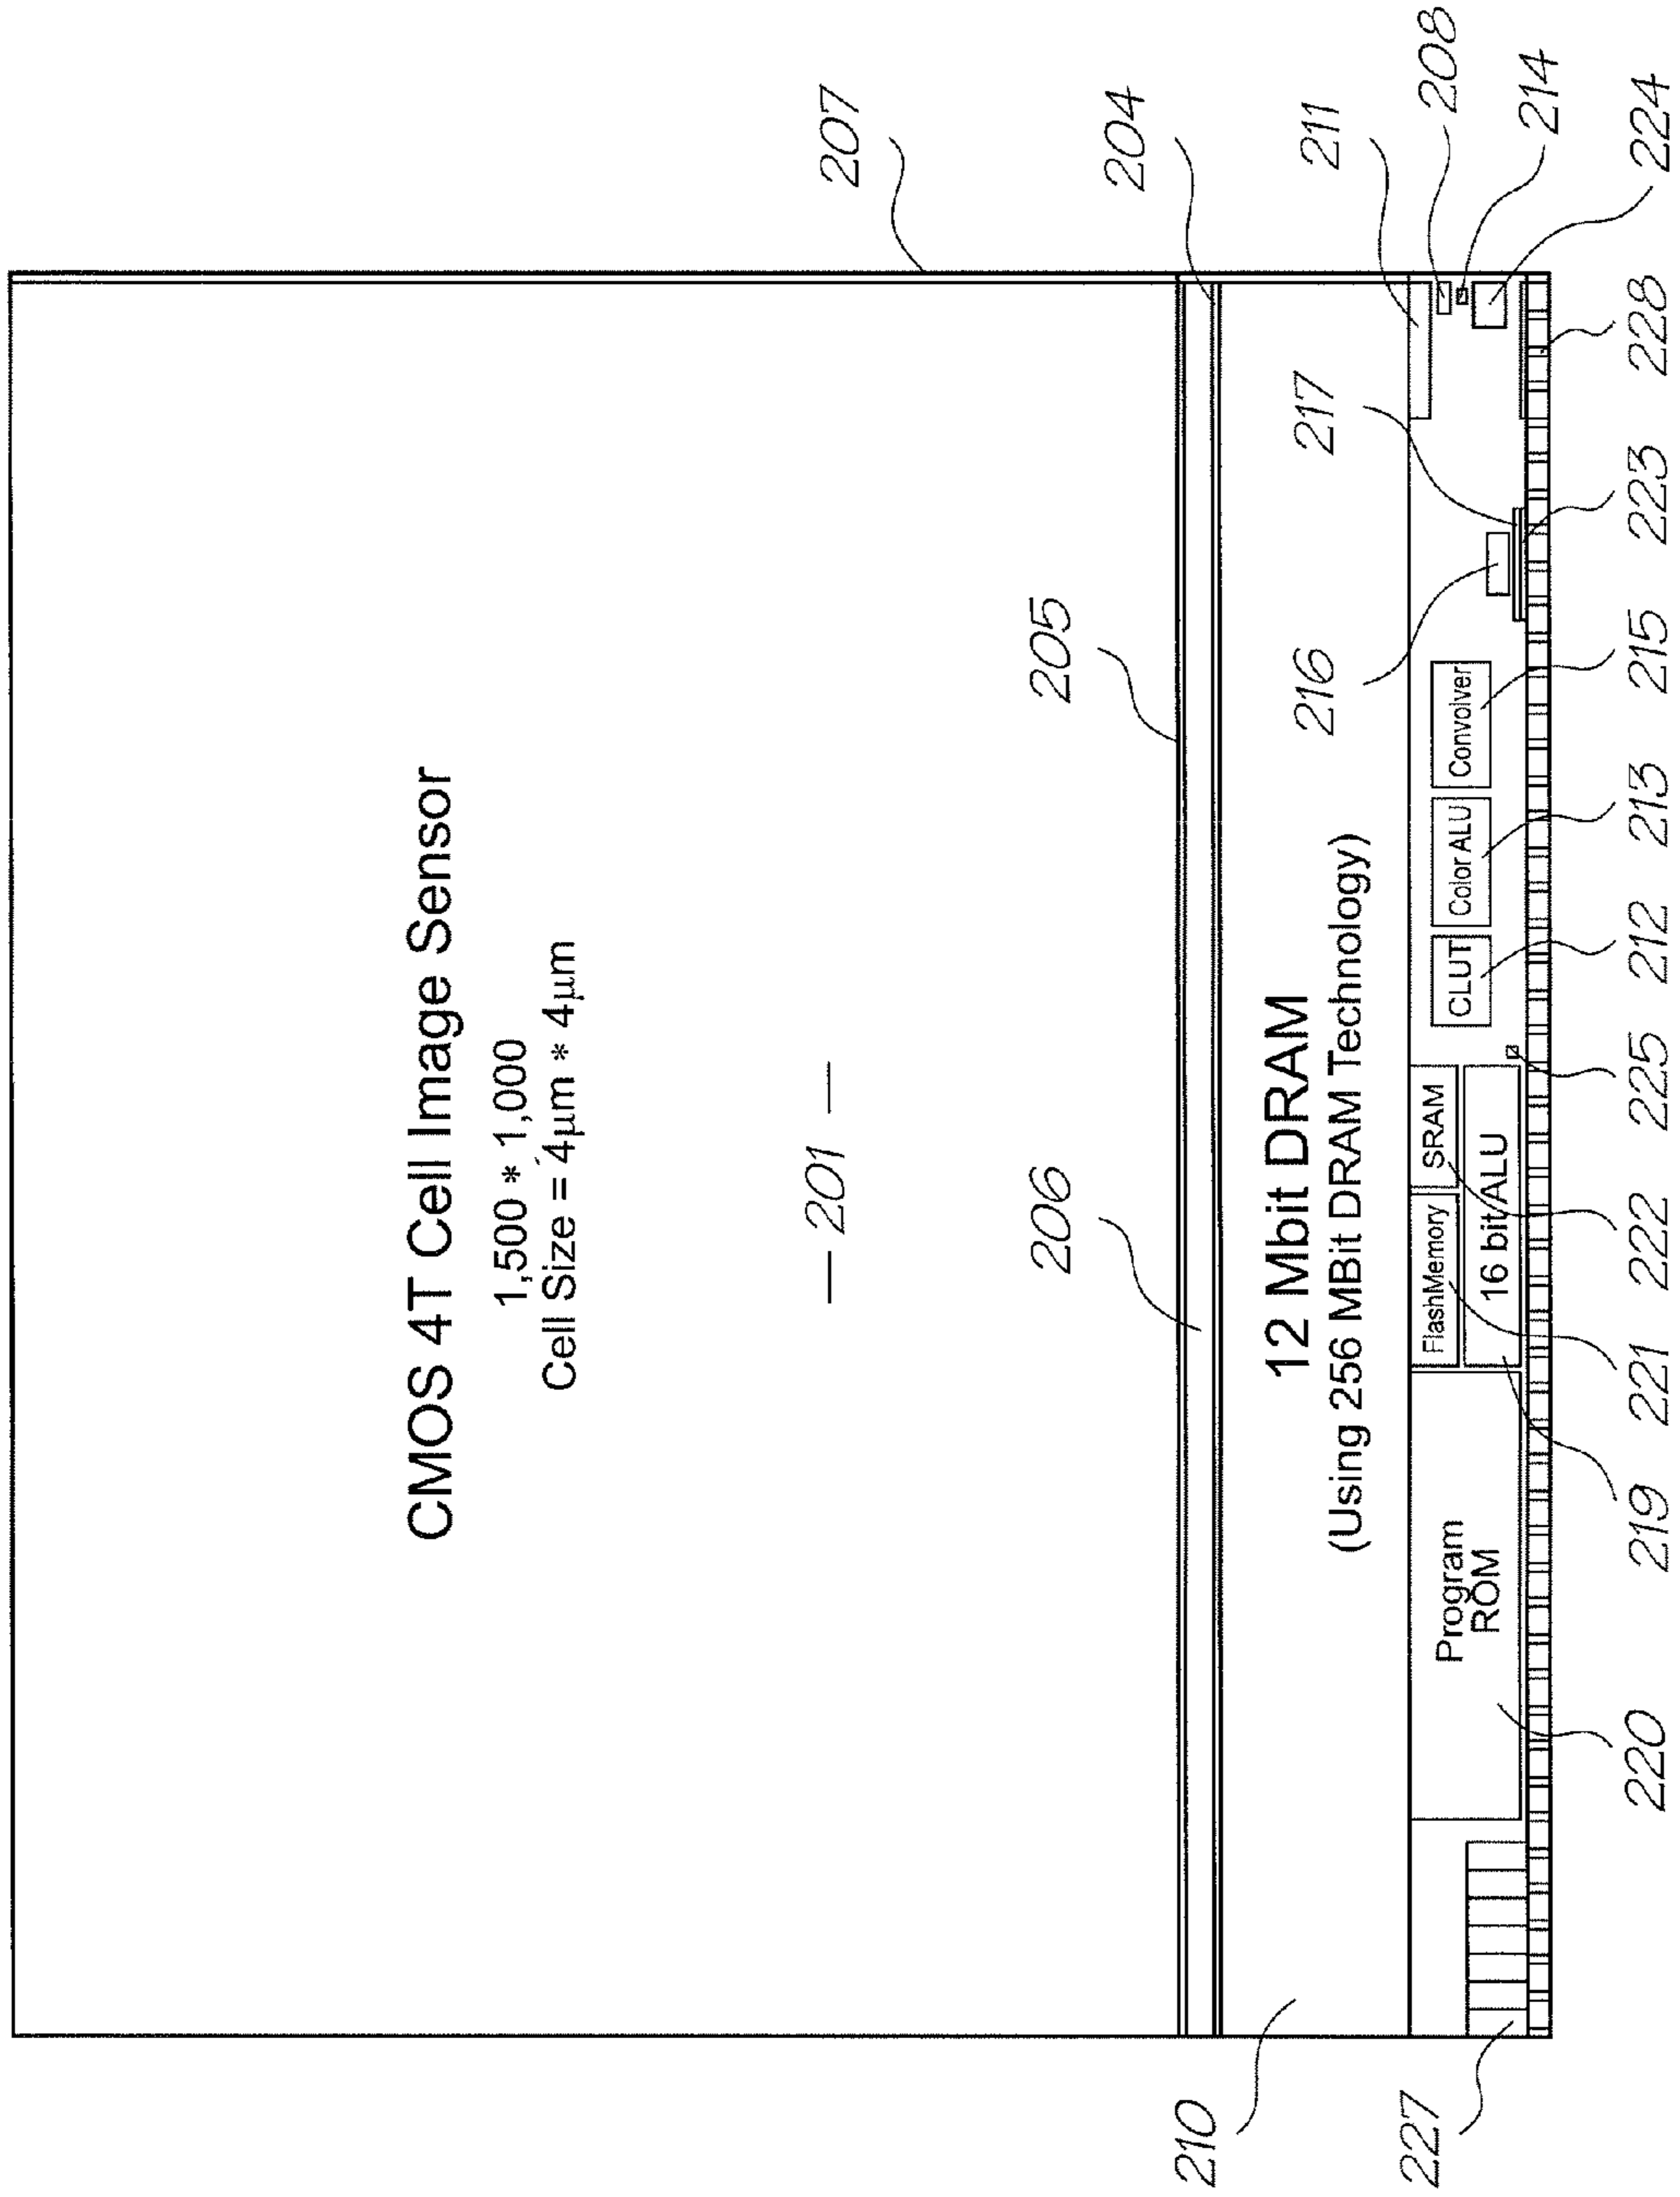 CMOS 4T Cell Image Sensor
1,500 * 1,000
Cell Size = 4μm * 4μm
— 201 —
207
205
206
204
12 Mbit DRAM
(Using 256 MBit DRAM Technology)
210
211
217
216
208
214
224
Program
ROM
FlashMemory
SRAM
16 bit ALU
CLUT
Color ALU
Convolver
227
220
219
221
222
225
212
213
215
223
228